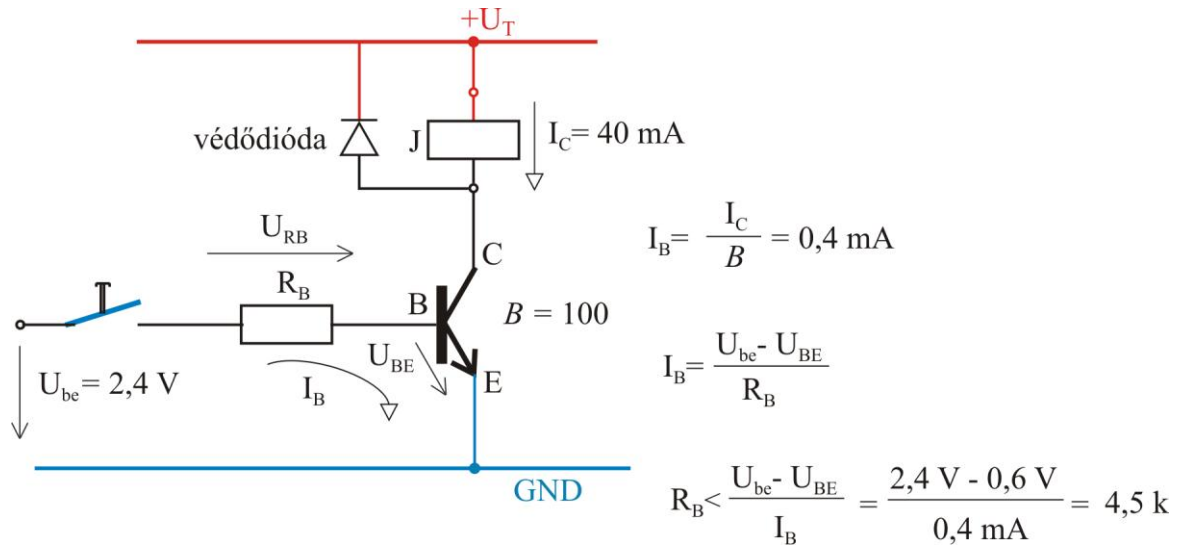 +U_T
védődióda
J
I_C= 40 mA
U_RB
R_B
C
B
B = 100
U_BE
E
I_B
U_be= 2,4 V
GND
I_B= I_C / B = 0,4 mA
I_B= U_be- U_BE / R_B
R_B< U_be- U_BE / I_B = 2,4 V - 0,6 V / 0,4 mA = 4,5 k